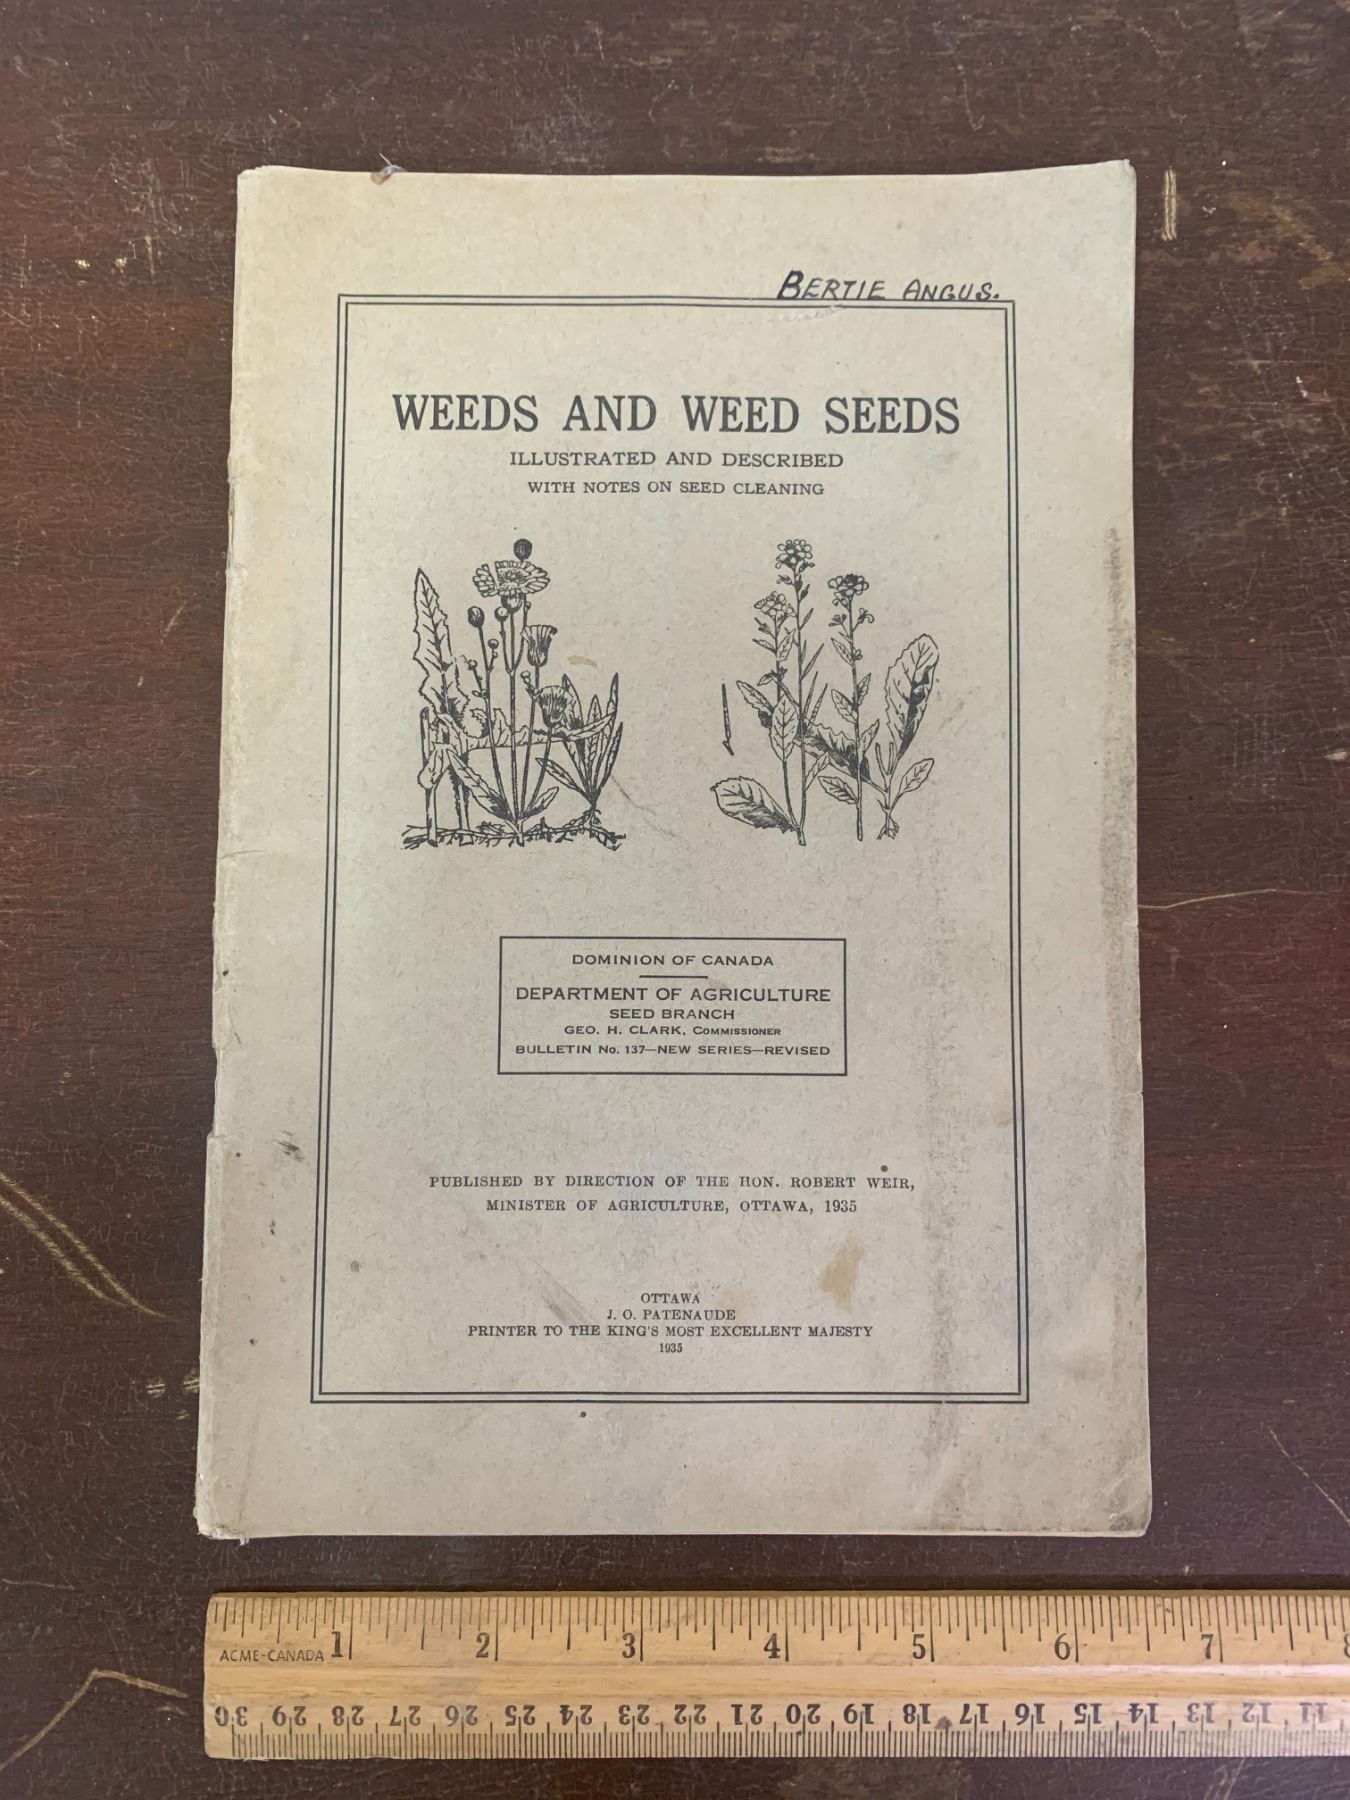 BERTIE ANGUS.
WEEDS AND WEED SEEDS
ILLUSTRATED AND DESCRIBED
WITH NOTES ON SEED CLEANING
DOMINION OF CANADA
DEPARTMENT OF AGRICULTURE
SEED BRANCH
GEO. H. CLARK, COMMISSIONER
BULLETIN No. 137—NEW SERIES—REVISED
PUBLISHED BY DIRECTION OF THE HON. ROBERT WEIR,
MINISTER OF AGRICULTURE, OTTAWA, 1935
OTTAWA
J. O. PATENAUDE
PRINTER TO THE KING'S MOST EXCELLENT MAJESTY
1935
ACME-CANADA 1 2 3 4 5 6 7 8
30 29 28 27 26 25 24 23 22 21 20 19 18 17 16 15 14 13 12 11